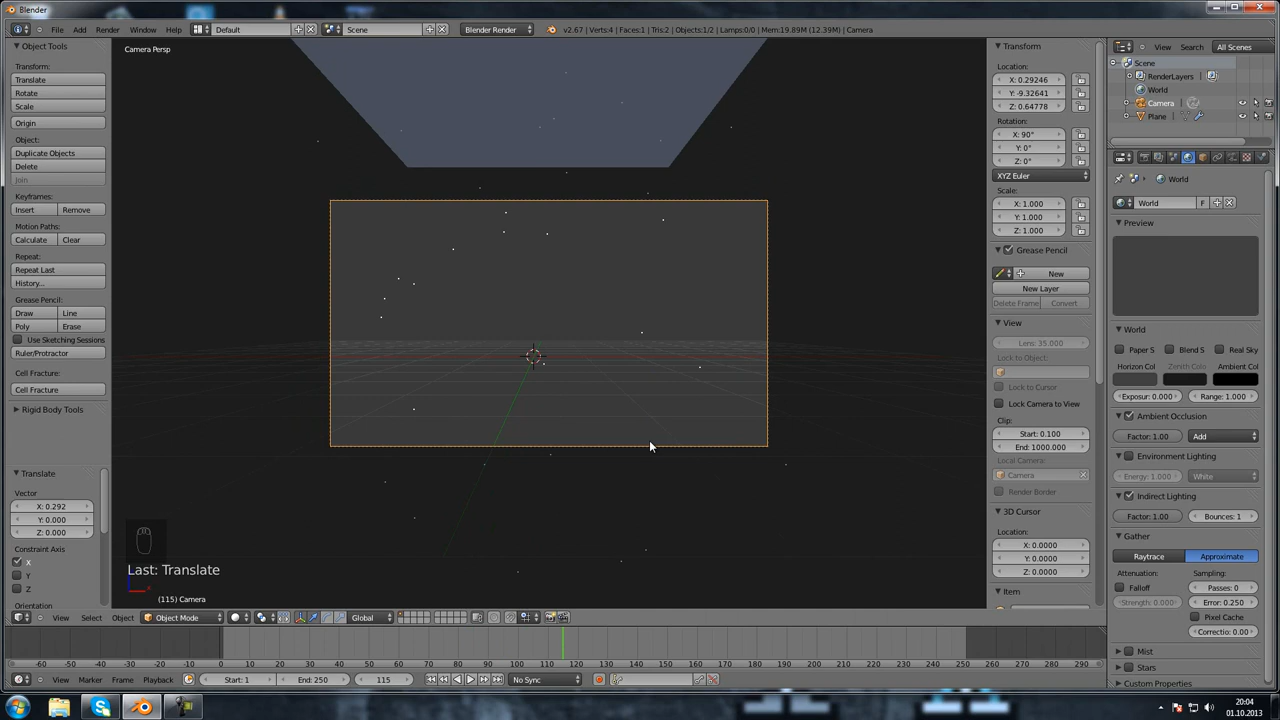 Blender
File Add Render Window Help Default Scene Blender Render v2.67 | Verts:4 | Faces:1 | Tris:2 | Objects:1/2 | Lamps:0/0 | Mem:19.89M (12.39M) | Camera
Object Tools
Transform:
Translate
Rotate
Scale
Origin
Object:
Duplicate Objects
Delete
Join
Keyframes:
Insert Remove
Motion Paths:
Calculate Clear
Repeat:
Repeat Last
History...
Grease Pencil:
Draw Line
Poly Erase
Use Sketching Sessions
Ruler/Protractor
Cell Fracture:
Cell Fracture
Rigid Body Tools
Translate
Vector
X: 0.292
Y: 0.000
Z: 0.000
Constraint Axis
X
Y
Z
Orientation
Camera Persp
Last: Translate
(115) Camera
View Select Object Object Mode Global
Transform
Location:
X: 0.29246
Y: -9.32641
Z: 0.64778
Rotation:
X: 90°
Y: 0°
Z: 0°
XYZ Euler
Scale:
X: 1.000
Y: 1.000
Z: 1.000
Grease Pencil
New
New Layer
Delete Frame Convert
View
Lens: 35.000
Lock to Object:
Lock to Cursor
Lock Camera to View
Clip:
Start: 0.100
End: 1000.000
Local Camera:
Camera
Render Border
3D Cursor
Location:
X: 0.0000
Y: 0.0000
Z: 0.0000
Item
View Search All Scenes
Scene
RenderLayers
World
Camera
Plane
World
World F
Preview
World
Paper S Blend S Real Sky
Horizon Col Zenith Colo Ambient Col
Exposur: 0.000 Range: 1.000
Ambient Occlusion
Factor: 1.00 Add
Environment Lighting
Energy: 1.000 White
Indirect Lighting
Factor: 1.00 Bounces: 1
Gather
Raytrace Approximate
Attenuation: Sampling:
Falloff Passes: 0
Strength: 0.000 Error: 0.250
Pixel Cache
Correctio: 0.00
Mist
Stars
Custom Properties
-60 -50 -40 -30 -20 -10 0 10 20 30 40 50 60 70 80 90 100 110 120 130 140 150 160 170 180 190 200 210 220 230 240 250 260 270 280 290
View Marker Frame Playback Start: 1 End: 250 115 No Sync
20:04
01.10.2013